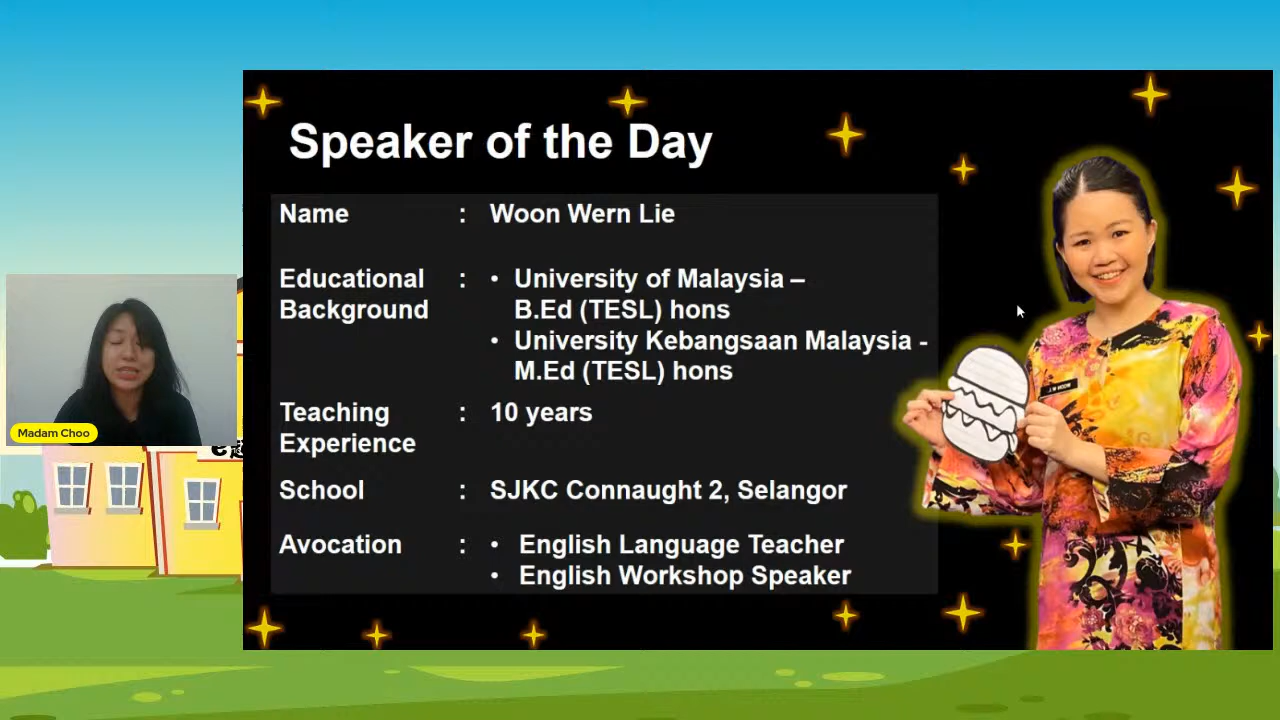 Speaker of the Day
Name : Woon Wern Lie
Educational Background : • University of Malaysia –
B.Ed (TESL) hons
• University Kebangsaan Malaysia -
M.Ed (TESL) hons
Teaching Experience : 10 years
School : SJKC Connaught 2, Selangor
Avocation : • English Language Teacher
• English Workshop Speaker
Madam Choo